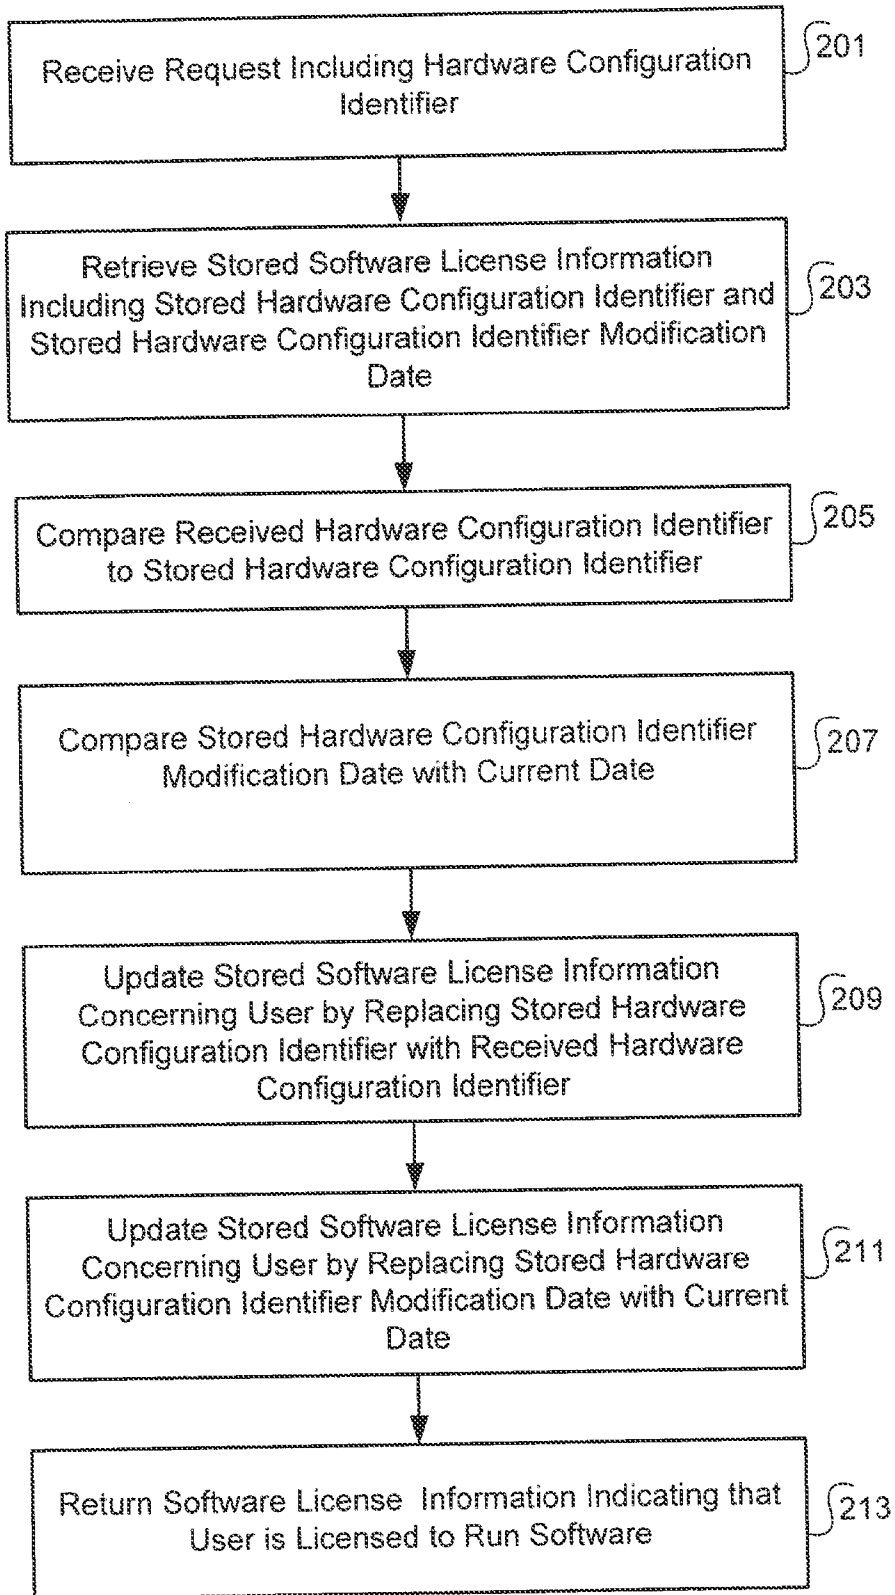 Receive Request Including Hardware Configuration
Identifier
201
Retrieve Stored Software License Information
Including Stored Hardware Configuration Identifier and
Stored Hardware Configuration Identifier Modification
Date
203
Compare Received Hardware Configuration Identifier
to Stored Hardware Configuration Identifier
205
Compare Stored Hardware Configuration Identifier
Modification Date with Current Date
207
Update Stored Software License Information
Concerning User by Replacing Stored Hardware
Configuration Identifier with Received Hardware
Configuration Identifier
209
Update Stored Software License Information
Concerning User by Replacing Stored Hardware
Configuration Identifier Modification Date with Current
Date
211
Return Software License Information Indicating that
User is Licensed to Run Software
213